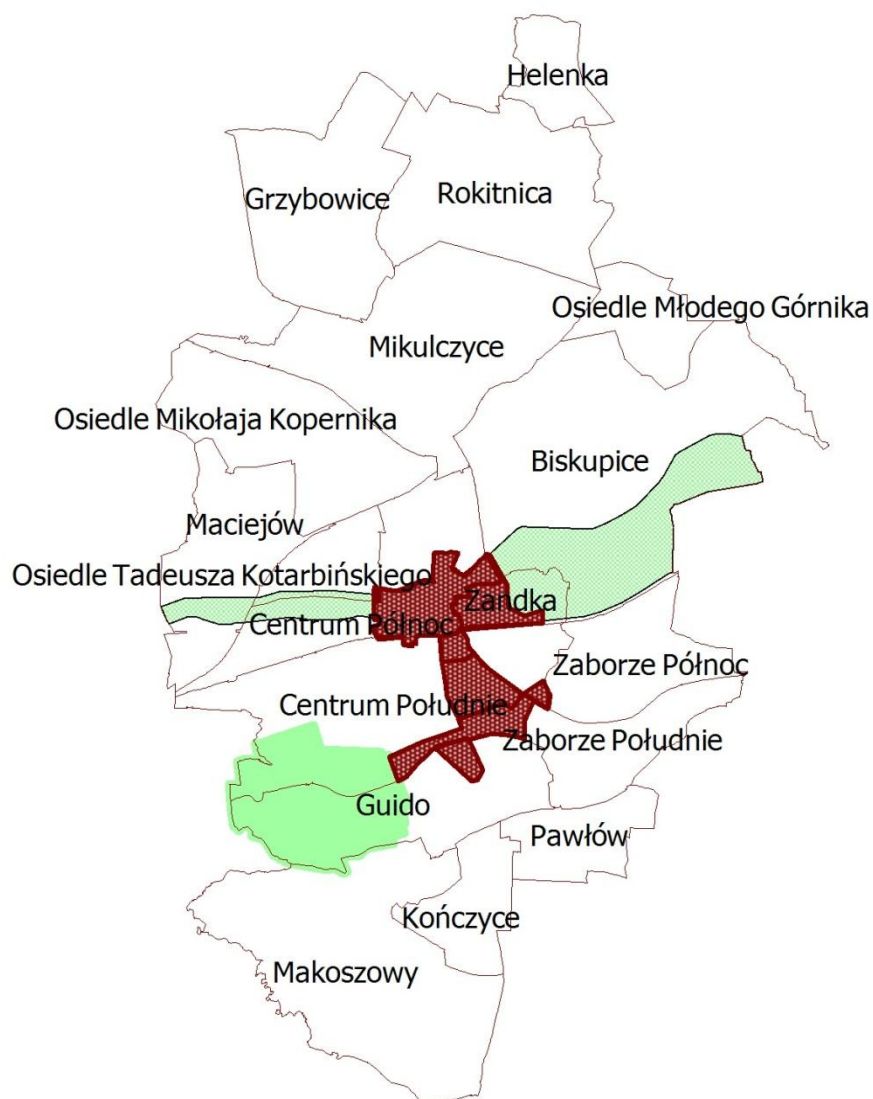 Helenka
Grzybowice
Rokitnica
Osiedle Młodego Górnika
Mikulczyce
Osiedle Mikołaja Kopernika
Biskupice
Maciejów
Osiedle Tadeusza Kotarbińskiego
Zandka
Centrum Północ
Zaborze Północ
Centrum Południe
Zaborze Południe
Guido
Pawłów
Kończyce
Makoszowy